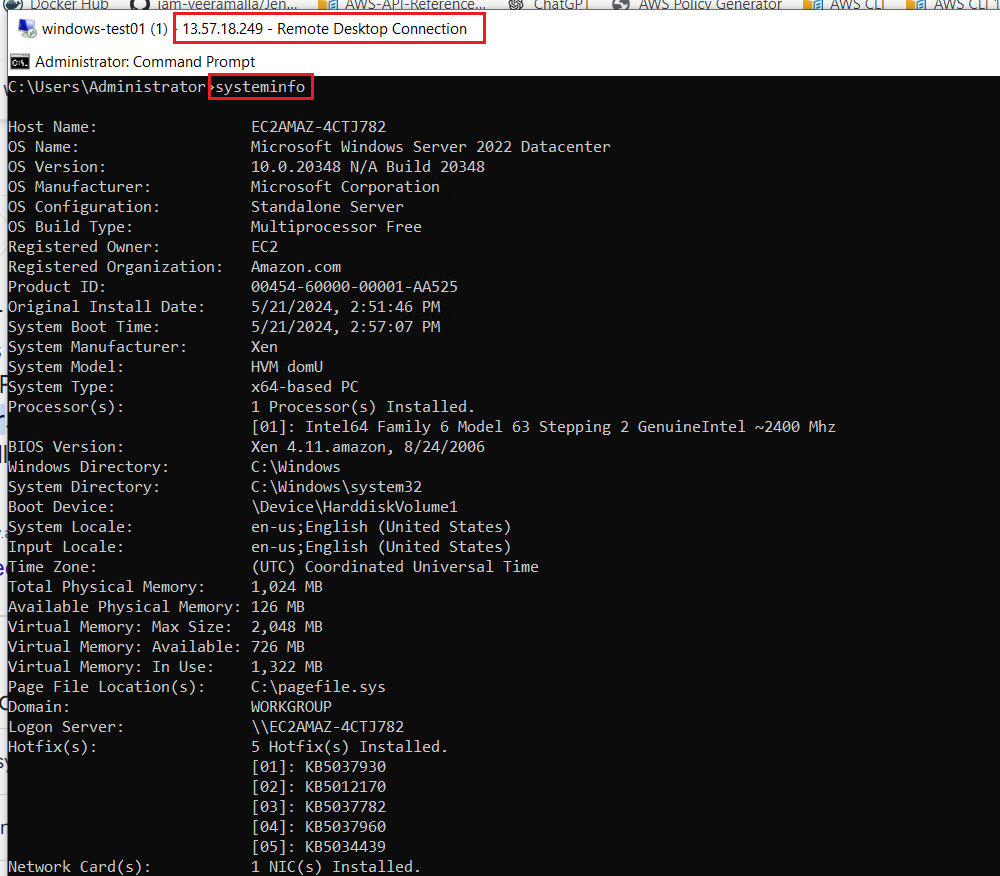 Docker Hub iam-veeramalla/Jen... AWS-API-Reference... ChatGPT AWS Policy Generator AWS CLI AWS CLI
windows-test01 (1) - 13.57.18.249 - Remote Desktop Connection
Administrator: Command Prompt
C:\Users\Administrator>systeminfo
Host Name: EC2AMAZ-4CTJ782
OS Name: Microsoft Windows Server 2022 Datacenter
OS Version: 10.0.20348 N/A Build 20348
OS Manufacturer: Microsoft Corporation
OS Configuration: Standalone Server
OS Build Type: Multiprocessor Free
Registered Owner: EC2
Registered Organization: Amazon.com
Product ID: 00454-60000-00001-AA525
Original Install Date: 5/21/2024, 2:51:46 PM
System Boot Time: 5/21/2024, 2:57:07 PM
System Manufacturer: Xen
System Model: HVM domU
System Type: x64-based PC
Processor(s): 1 Processor(s) Installed.
[01]: Intel64 Family 6 Model 63 Stepping 2 GenuineIntel ~2400 Mhz
BIOS Version: Xen 4.11.amazon, 8/24/2006
Windows Directory: C:\Windows
System Directory: C:\Windows\system32
Boot Device: \Device\HarddiskVolume1
System Locale: en-us;English (United States)
Input Locale: en-us;English (United States)
Time Zone: (UTC) Coordinated Universal Time
Total Physical Memory: 1,024 MB
Available Physical Memory: 126 MB
Virtual Memory: Max Size: 2,048 MB
Virtual Memory: Available: 726 MB
Virtual Memory: In Use: 1,322 MB
Page File Location(s): C:\pagefile.sys
Domain: WORKGROUP
Logon Server: \\EC2AMAZ-4CTJ782
Hotfix(s): 5 Hotfix(s) Installed.
[01]: KB5037930
[02]: KB5012170
[03]: KB5037782
[04]: KB5037960
[05]: KB5034439
Network Card(s): 1 NIC(s) Installed.